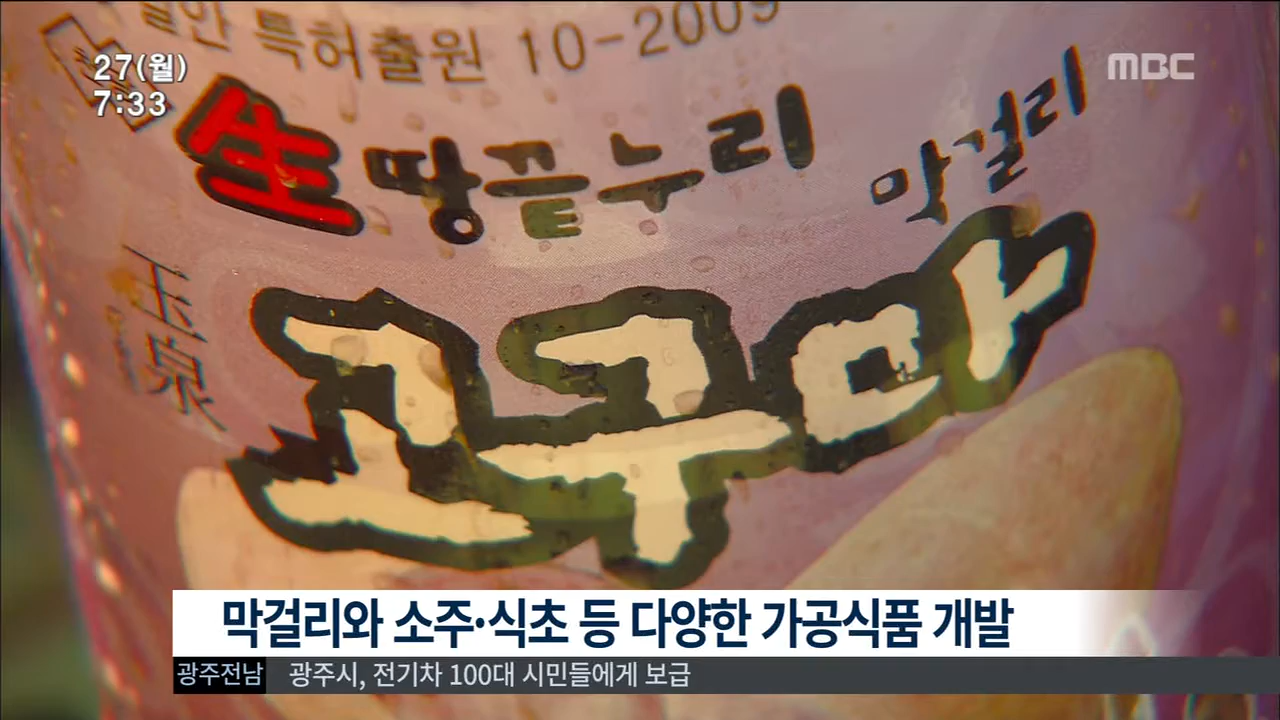 특허출원 10-2009
27(월)
7:33
MBC
生 땅끝누리 막걸리
고구마
막걸리와 소주·식초 등 다양한 가공식품 개발
광주전남 광주시, 전기차 100대 시민들에게 보급